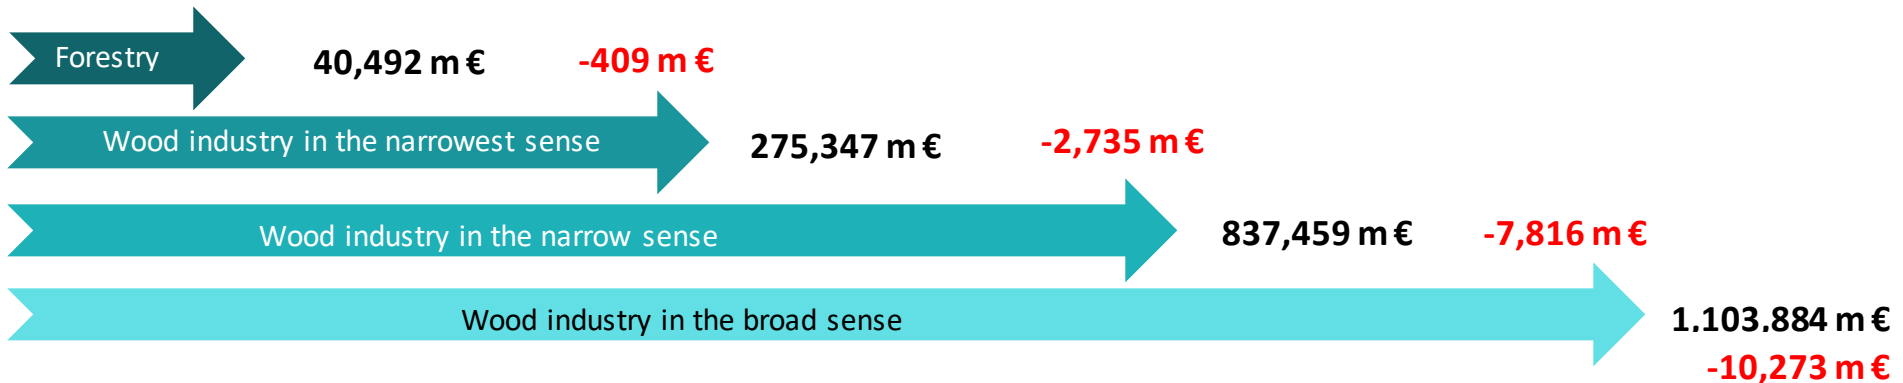 Forestry 40,492 m € -409 m €
Wood industry in the narrowest sense 275,347 m € -2,735 m €
Wood industry in the narrow sense 837,459 m € -7,816 m €
Wood industry in the broad sense 1,103,884 m €
-10,273 m €